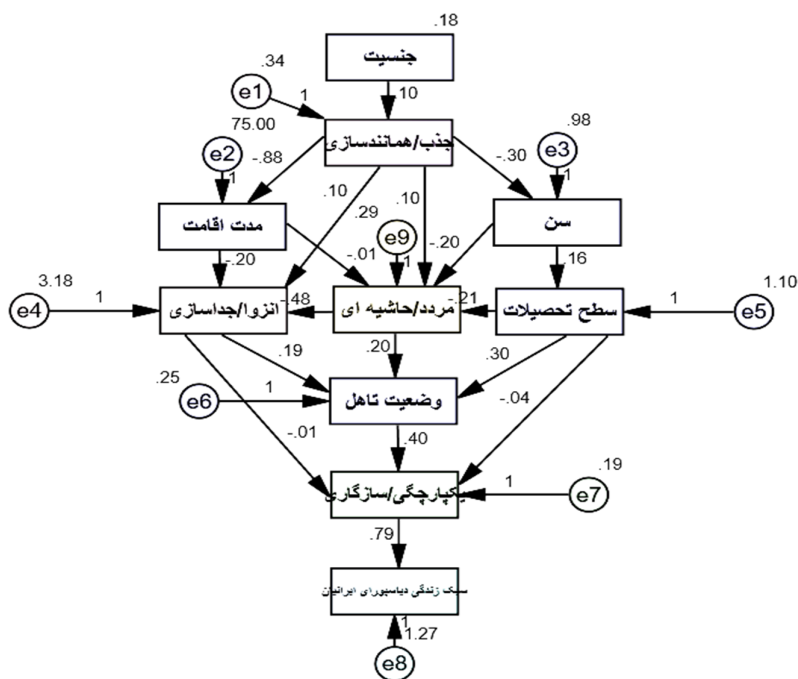 .18
جنسیت
.34
e1
1
10
75.00
جذب/همانندسازی
.98
e2
-.88
-.30
e3
1
.10
.10
1
مدت اقامت
.29
سن
e9
-.20
-.01
1
-.20
.16
3.18
1.10
e4
1
انزوا/جداسازی
-.48
مردد/حاشیه ای
-.21
سطح تحصیلات
1
e5
.19
.20
.30
.25
e6
1
وضعیت تاهل
-.04
-.01
.40
.19
یکپارچگی/سازگاری
1
e7
.79
سبک زندگی دیاسپورای ایرانیان
1
1.27
e8